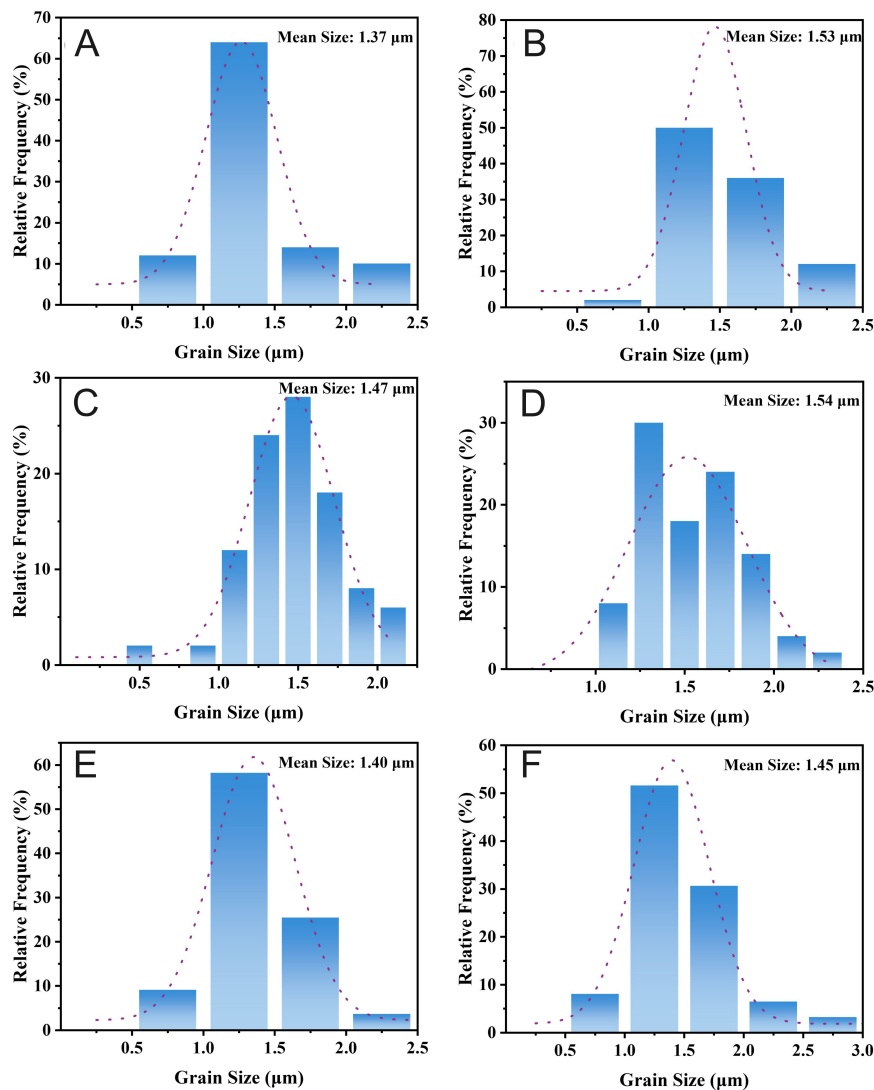 A
Mean Size: 1.37 µm
Relative Frequency (%)
70
60
50
40
30
20
10
0
0.5 1.0 1.5 2.0 2.5
Grain Size (µm)
B
Mean Size: 1.53 µm
Relative Frequency (%)
80
70
60
50
40
30
20
10
0
0.5 1.0 1.5 2.0 2.5
Grain Size (µm)
C
Mean Size: 1.47 µm
Relative Frequency (%)
30
20
10
0
0.5 1.0 1.5 2.0
Grain Size (µm)
D
Mean Size: 1.54 µm
Relative Frequency (%)
30
20
10
0
1.0 1.5 2.0 2.5
Grain Size (µm)
E
Mean Size: 1.40 µm
Relative Frequency (%)
60
50
40
30
20
10
0
0.5 1.0 1.5 2.0 2.5
Grain Size (µm)
F
Mean Size: 1.45 µm
Relative Frequency (%)
60
50
40
30
20
10
0
0.5 1.0 1.5 2.0 2.5 3.0
Grain Size (µm)